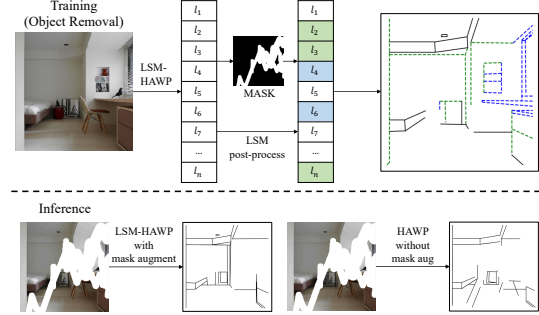 Training
(Object Removal)
LSM-
HAWP
l1
l2
l3
l4
l5
l6
l7
...
ln
MASK
LSM
post-process
l1
l2
l3
l4
l5
l6
l7
...
ln
Inference
LSM-HAWP
with
mask augment
HAWP
without
mask aug